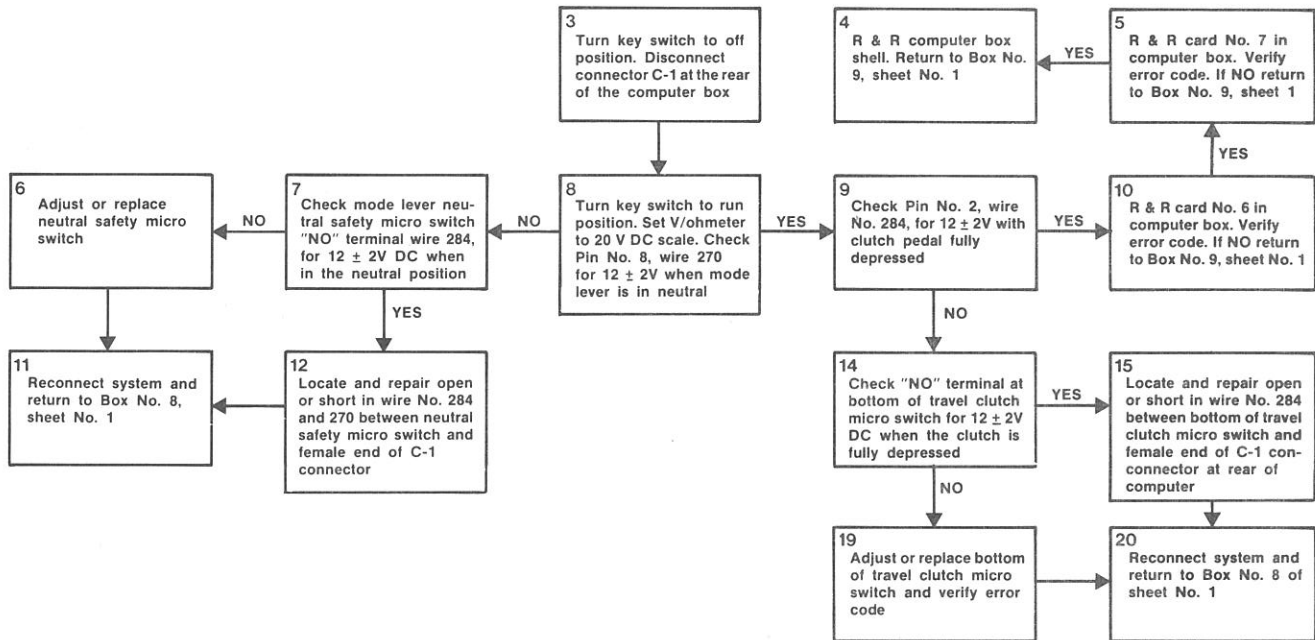 3
Turn key switch to off
position. Disconnect
connector C-1 at the rear
of the computer box
4
R & R computer box
shell. Return to Box No.
9, sheet No. 1
YES
5
R & R card No. 7 in
computer box. Verify
error code. If NO return
to Box No. 9, sheet 1
YES
6
Adjust or replace
neutral safety micro
switch
NO
7
Check mode lever neu-
tral safety micro switch
"NO" terminal wire 284,
for 12 ± 2V DC when
in the neutral position
NO
8
Turn key switch to run
position. Set V/ohmeter
to 20 V DC scale. Check
Pin No. 8, wire 270
for 12 ± 2V when mode
lever is in neutral
YES
9
Check Pin No. 2, wire
No. 284, for 12 ± 2V with
clutch pedal fully
depressed
YES
10
R & R card No. 6 in
computer box. Verify
error code. If NO return
to Box No. 9, sheet No. 1
YES
NO
11
Reconnect system and
return to Box No. 8,
sheet No. 1
12
Locate and repair open
or short in wire No. 284
and 270 between neutral
safety micro switch and
female end of C-1
connector
14
Check "NO" terminal at
bottom of travel clutch
micro switch for 12 ± 2V
DC when the clutch is
fully depressed
YES
15
Locate and repair open
or short in wire No. 284
between bottom of travel
clutch micro switch and
female end of C-1 con-
connector at rear of
computer
NO
19
Adjust or replace bottom
of travel clutch micro
switch and verify error
code
20
Reconnect system and
return to Box No. 8 of
sheet No. 1